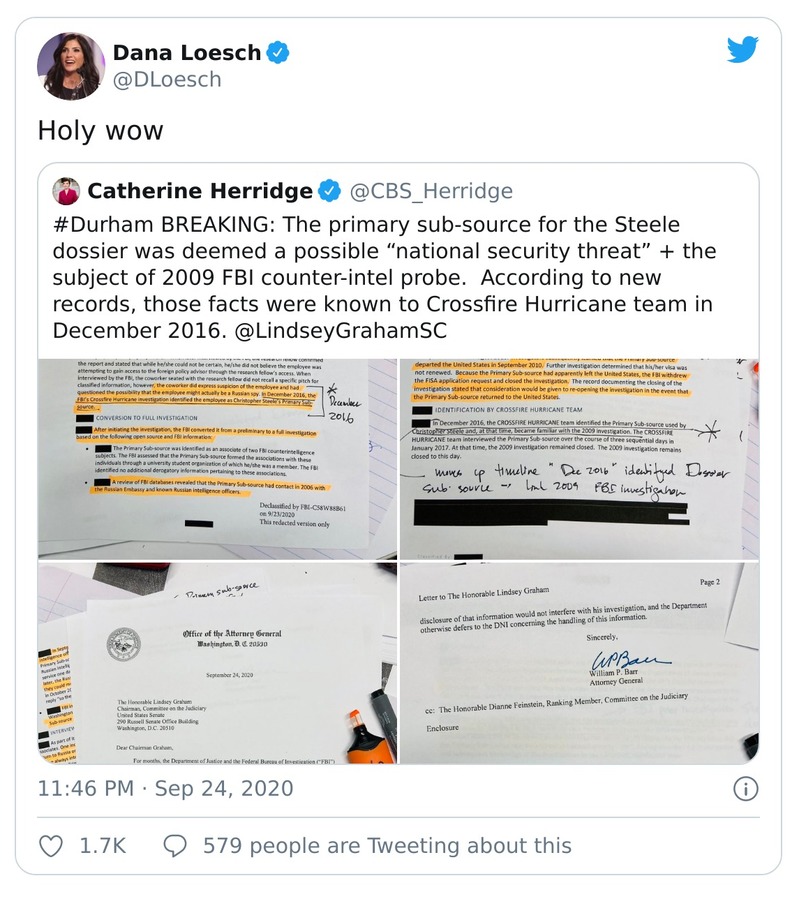 Dana Loesch
@DLoesch
Holy wow
Catherine Herridge @CBS_Herridge
#Durham BREAKING: The primary sub-source for the Steele
dossier was deemed a possible “national security threat” + the
subject of 2009 FBI counter-intel probe. According to new
records, those facts were known to Crossfire Hurricane team in
December 2016. @LindseyGrahamSC
the report and stated that while he/she could not be certain, he/she did not believe the employee was
attempting to gain access to the foreign policy advisor through the research fellow's access. When
interviewed by the FBI, the coworker seated with the research fellow did not recall a specific pitch for
classified information, however, the coworker did express suspicion of the employee and had
questioned the possibility that the employee might actually be a Russian spy. In December 2016, the
FBI's Crossfire Hurricane investigation identified the employee as Christopher Steele's Primary Sub-
source.
December
2016
CONVERSION TO FULL INVESTIGATION
After initiating the investigation, the FBI converted it from a preliminary to a full investigation
based on the following open source and FBI information:
The Primary Sub-source was identified as an associate of two FBI counterintelligence
subjects. The FBI assessed that the Primary Sub-source formed the associations with these
individuals through a university student organization of which he/she was a member. The FBI
identified no additional derogatory information pertaining to these associations.
A review of FBI databases revealed that the Primary Sub-source had contact in 2006 with
the Russian Embassy and known Russian intelligence officers.
Declassified by FBI-C58W88B61
on 9/23/2020
This redacted version only
departed the United States in September 2010. Further investigation determined that his/her visa was
not renewed. Because the Primary Sub-source had apparently left the United States, the FBI withdrew
the FISA application request and closed the investigation. The record documenting the closing of the
investigation stated that consideration would be given to re-opening the investigation in the event that
the Primary Sub-source returned to the United States.
IDENTIFICATION BY CROSSFIRE HURRICANE TEAM
In December 2016, the CROSSFIRE HURRICANE team identified the Primary Sub-source used by
Christopher Steele and, at that time, became familiar with the 2009 investigation. The CROSSFIRE
HURRICANE team interviewed the Primary Sub-source over the course of three sequential days in
January 2017. At that time, the 2009 investigation remained closed. The 2009 investigation remains
closed to this day.
moves up timeline "Dec 2016" identified Dossier
sub-source → link 2009 FBI investigation
Primary sub-source
Office of the Attorney General
Washington, D. C. 20530
September 24, 2020
The Honorable Lindsey Graham
Chairman, Committee on the Judiciary
United States Senate
290 Russell Senate Office Building
Washington, D.C. 20510
Dear Chairman Graham,
For months, the Department of Justice and the Federal Bureau of Investigation ("FBI")
Letter to The Honorable Lindsey Graham
Page 2
disclosure of that information would not interfere with his investigation, and the Department
otherwise defers to the DNI concerning the handling of this information.
Sincerely,
William P. Barr
Attorney General
cc: The Honorable Dianne Feinstein, Ranking Member, Committee on the Judiciary
Enclosure
11:46 PM · Sep 24, 2020
1.7K
579 people are Tweeting about this